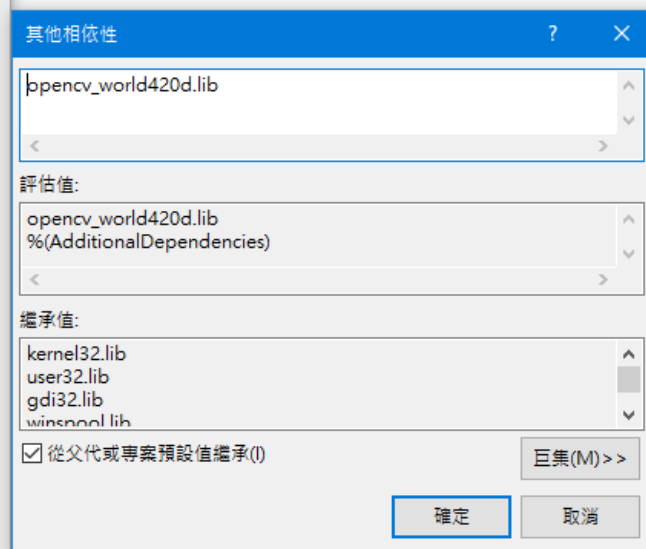 其他相依性
opencv_world420d.lib
評估值:
opencv_world420d.lib
%(AdditionalDependencies)
繼承值:
kernel32.lib
user32.lib
gdi32.lib
winspool.lib
從父代或專案預設值繼承(I)
巨集(M)>>
確定
取消